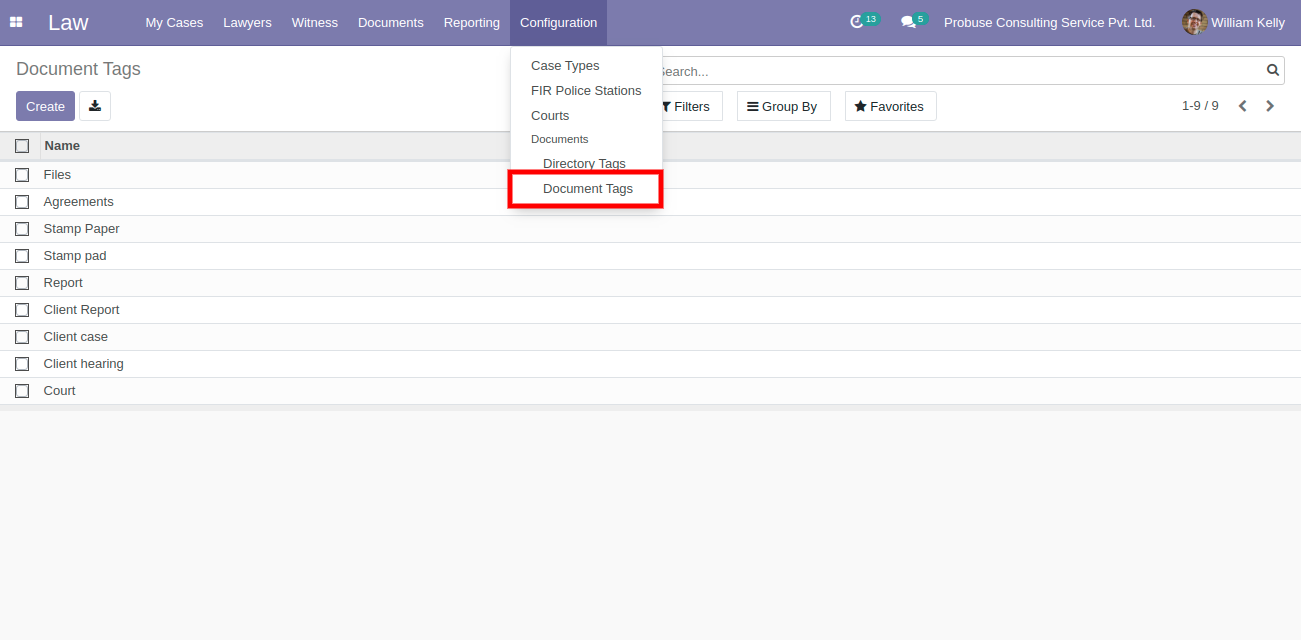 Law My Cases Lawyers Witness Documents Reporting Configuration 13 5 Probuse Consulting Service Pvt. Ltd. William Kelly
Document Tags
Search...
Create
Filters Group By Favorites 1-9 / 9
Case Types
FIR Police Stations
Courts
Documents
Directory Tags
Document Tags
Name
Files
Agreements
Stamp Paper
Stamp pad
Report
Client Report
Client case
Client hearing
Court